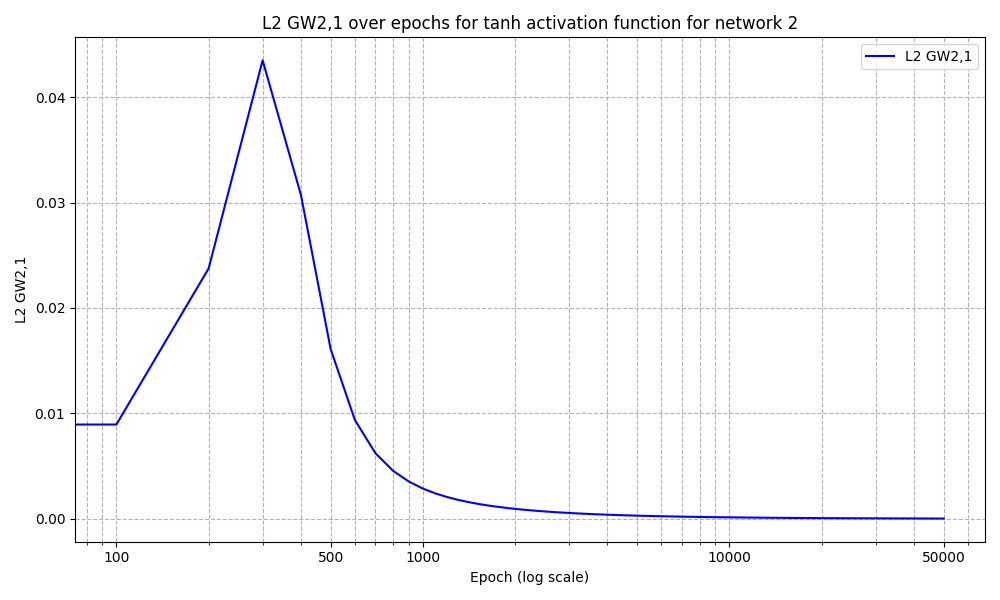 L2 GW2,1 over epochs for tanh activation function for network 2
L2 GW2,1
0.04
0.03
0.02
0.01
0.00
L2 GW2,1
100
500
1000
10000
50000
Epoch (log scale)